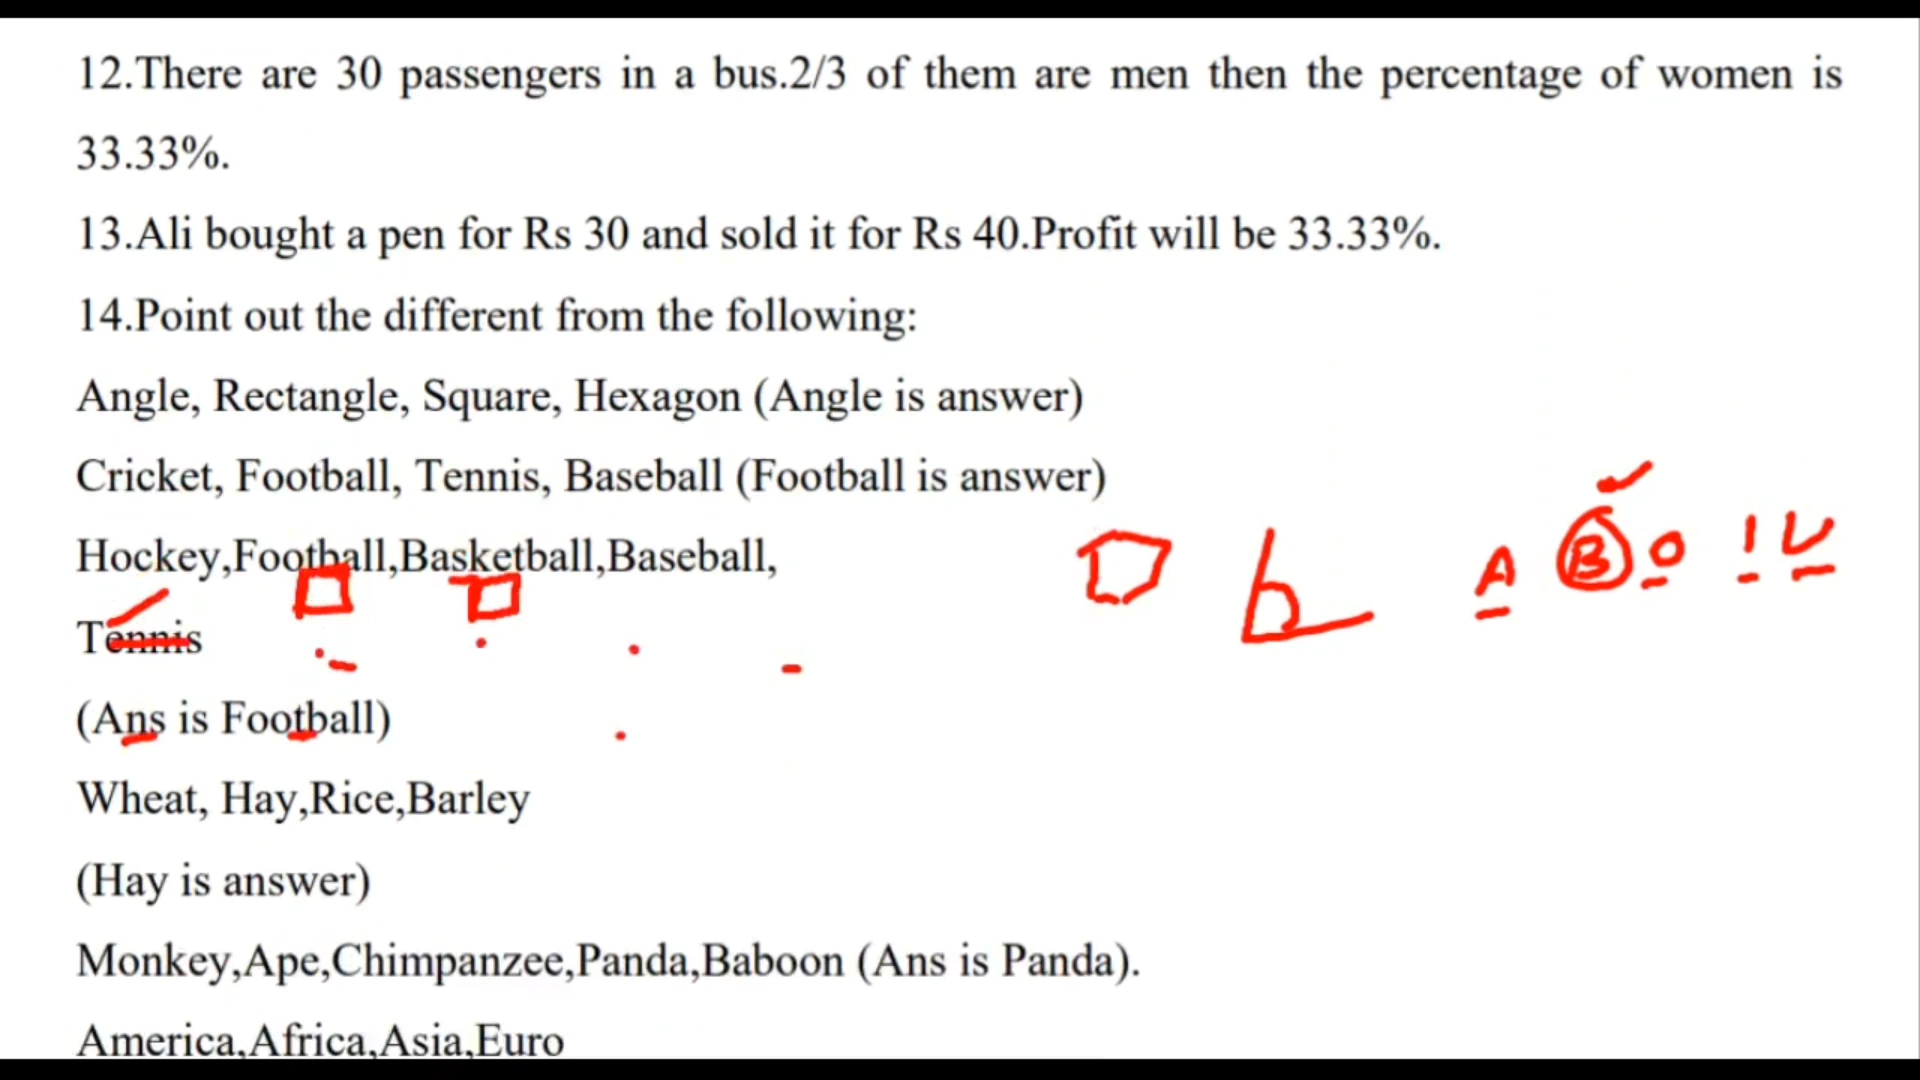 12.There are 30 passengers in a bus.2/3 of them are men then the percentage of women is
33.33%.
13.Ali bought a pen for Rs 30 and sold it for Rs 40.Profit will be 33.33%.
14.Point out the different from the following:
Angle, Rectangle, Square, Hexagon (Angle is answer)
Cricket, Football, Tennis, Baseball (Football is answer)
Hockey,Football,Basketball,Baseball,
A B O I U
Tennis
(Ans is Football)
Wheat, Hay,Rice,Barley
(Hay is answer)
Monkey,Ape,Chimpanzee,Panda,Baboon (Ans is Panda).
America,Africa,Asia,Euro